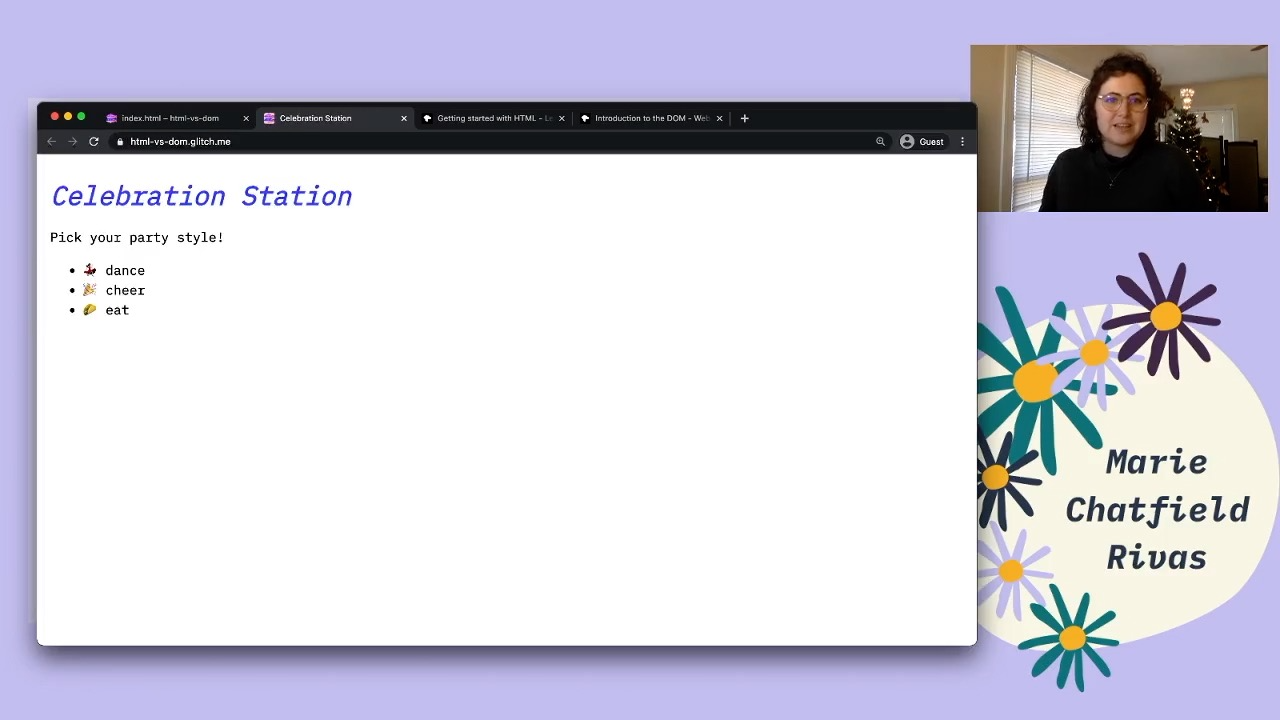 index.html – html-vs-dom
Celebration Station
Getting started with HTML - Le
Introduction to the DOM - Web
html-vs-dom.glitch.me
Guest
Celebration Station
Pick your party style!
• 💃 dance
• 🎉 cheer
• 🌮 eat
Marie
Chatfield
Rivas